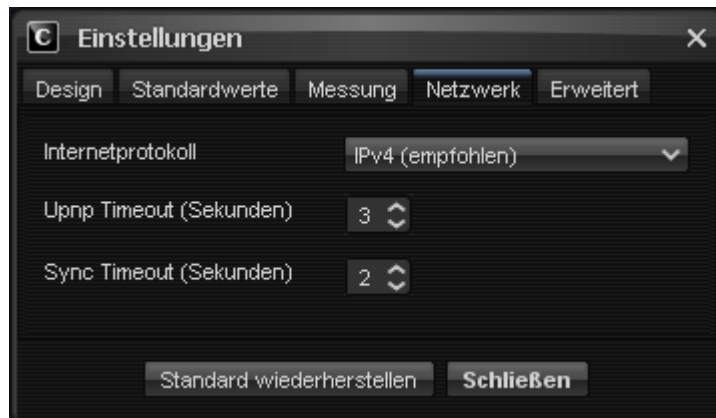 C Einstellungen
Design Standardwerte Messung Netzwerk Erweitert
Internetprotokoll IPv4 (empfohlen)
Upnp Timeout (Sekunden) 3
Sync Timeout (Sekunden) 2
Standard wiederherstellen Schließen